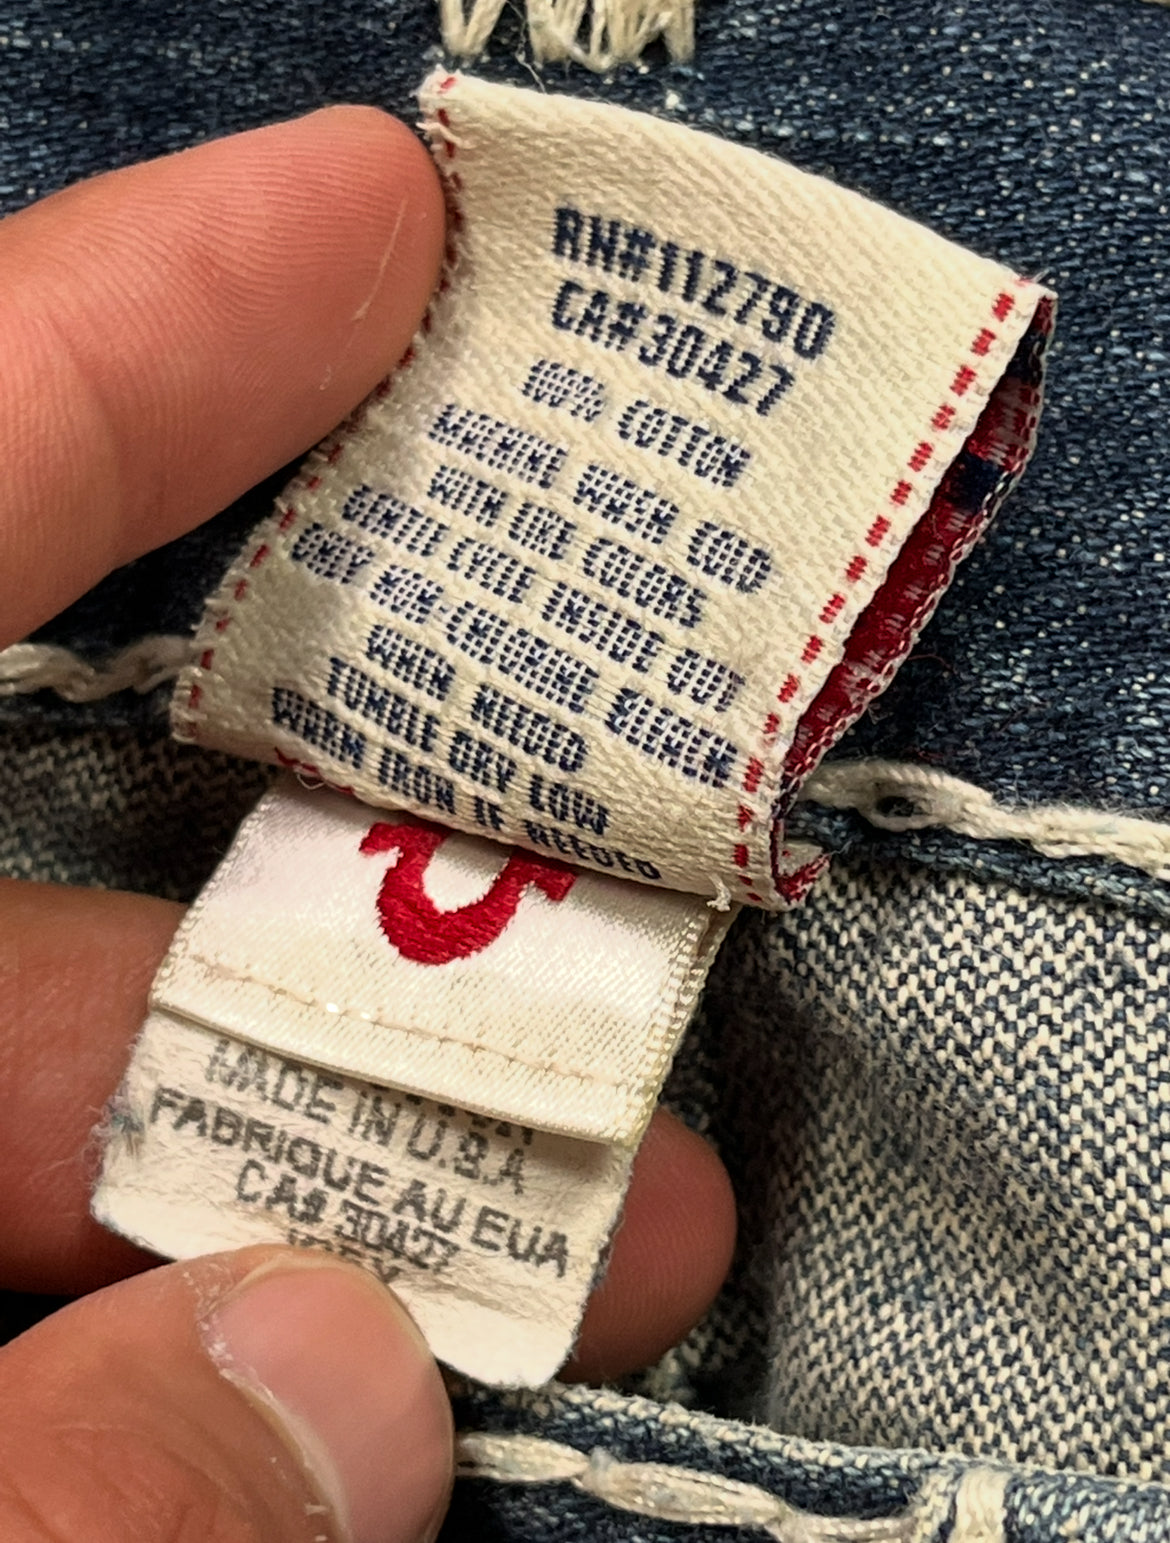 RN#112790
CA#30427
100% COTTON
MACHINE WASH COLD
WITH LIKE COLORS
GENTLE CYCLE INSIDE OUT
ONLY NON-CHLORINE BLEACH
WHEN NEEDED
TUMBLE DRY LOW
WARM IRON IF NEEDED
MADE IN U.S.A
FABRIQUE AU EUA
CA# 30427